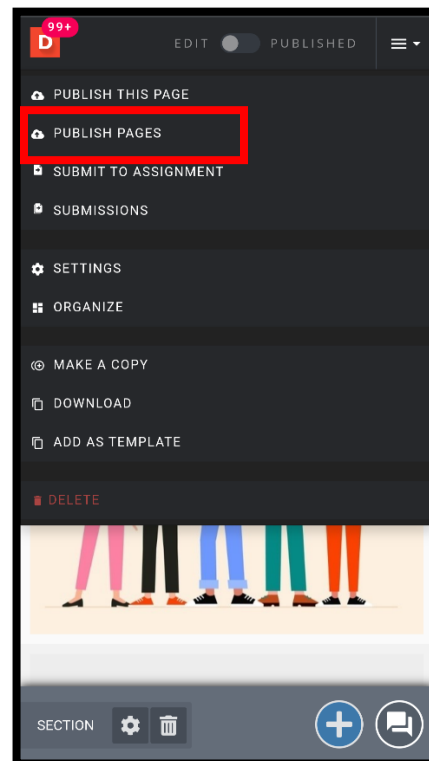 99+
D
EDIT PUBLISHED
PUBLISH THIS PAGE
PUBLISH PAGES
SUBMIT TO ASSIGNMENT
SUBMISSIONS
SETTINGS
ORGANIZE
MAKE A COPY
DOWNLOAD
ADD AS TEMPLATE
DELETE
SECTION